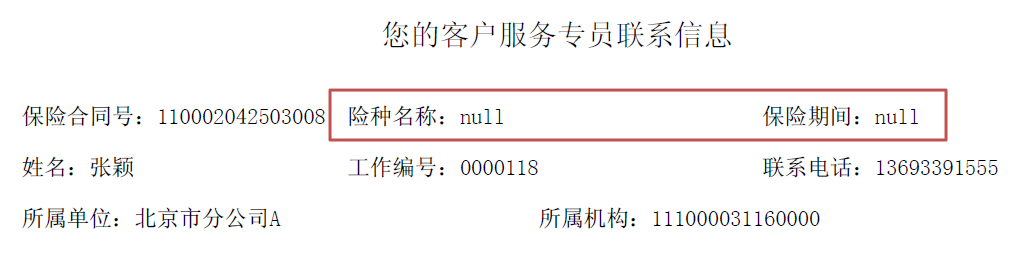 您的客户服务专员联系信息
保险合同号：110002042503008 险种名称：null 保险期间：null
姓名：张颖 工作编号：0000118 联系电话：13693391555
所属单位：北京市分公司A 所属机构：111000031160000